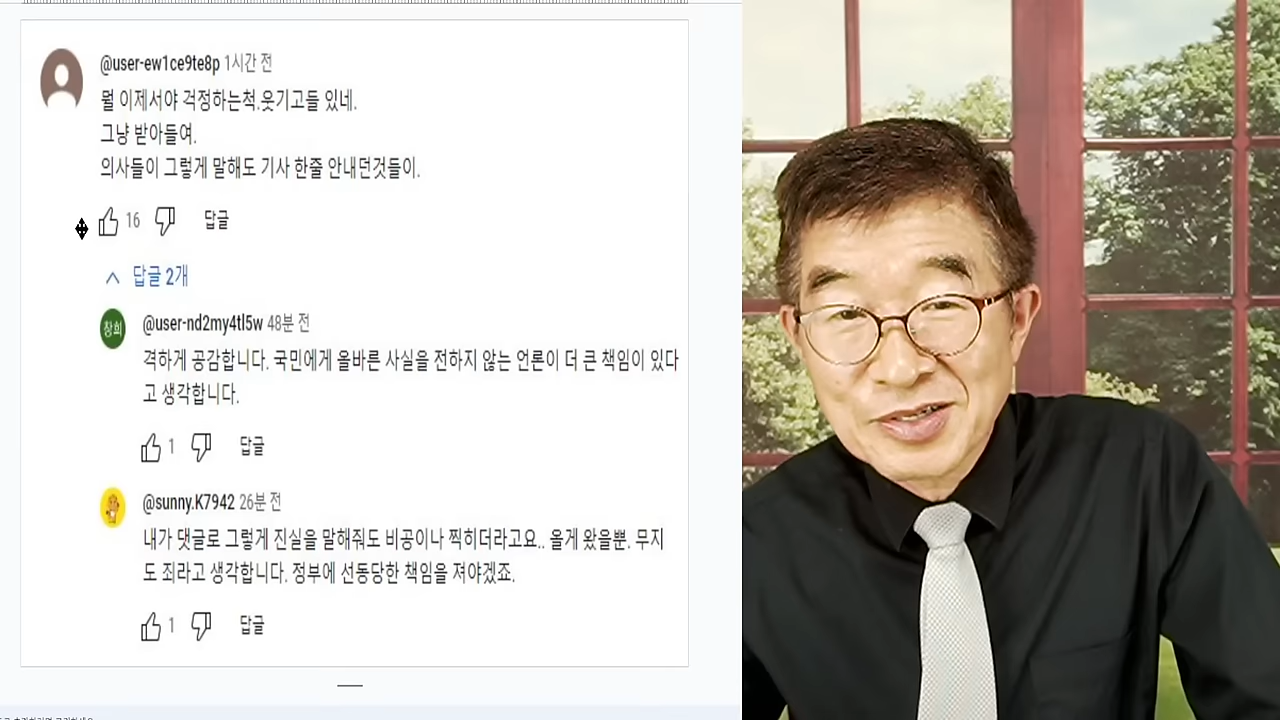 @user-ew1ce9te8p 1시간 전
뭘 이제서야 걱정하는척.웃기고들 있네.
그냥 받아들여.
의사들이 그렇게 말해도 기사 한줄 안내던것들이.
16 답글
답글 2개
창희
@user-nd2my4tl5w 48분 전
격하게 공감합니다. 국민에게 올바른 사실을 전하지 않는 언론이 더 큰 책임이 있다
고 생각합니다.
1 답글
@sunny.K7942 26분 전
내가 댓글로 그렇게 진실을 말해줘도 비공이나 찍히더라고요.. 올게 왔을뿐. 무지
도 죄라고 생각합니다. 정부에 선동당한 책임을 져야겠죠.
1 답글